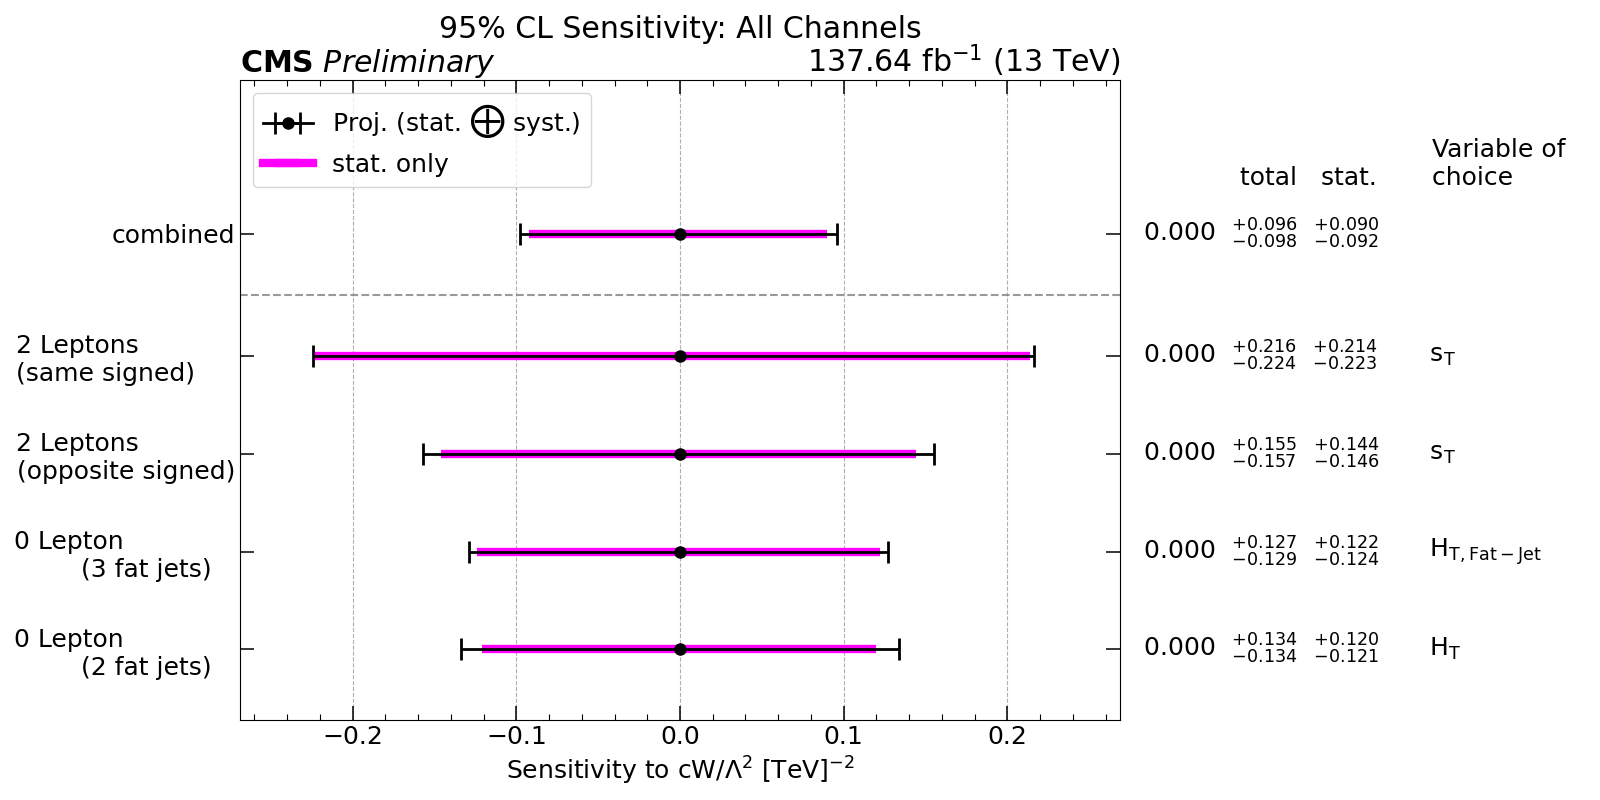 95% CL Sensitivity: All Channels
CMS Preliminary 137.64 fb⁻¹ (13 TeV)
Proj. (stat. ⊕ syst.)
stat. only
total stat. Variable of
choice
combined 0.000 +0.096 −0.098 +0.090 −0.092
2 Leptons
(same signed) 0.000 +0.216 −0.224 +0.214 −0.223 s_T
2 Leptons
(opposite signed) 0.000 +0.155 −0.157 +0.144 −0.146 s_T
0 Lepton
(3 fat jets) 0.000 +0.127 −0.129 +0.122 −0.124 H_T,Fat−Jet
0 Lepton
(2 fat jets) 0.000 +0.134 −0.134 +0.120 −0.121 H_T
−0.2 −0.1 0.0 0.1 0.2
Sensitivity to cW/Λ² [TeV]⁻²